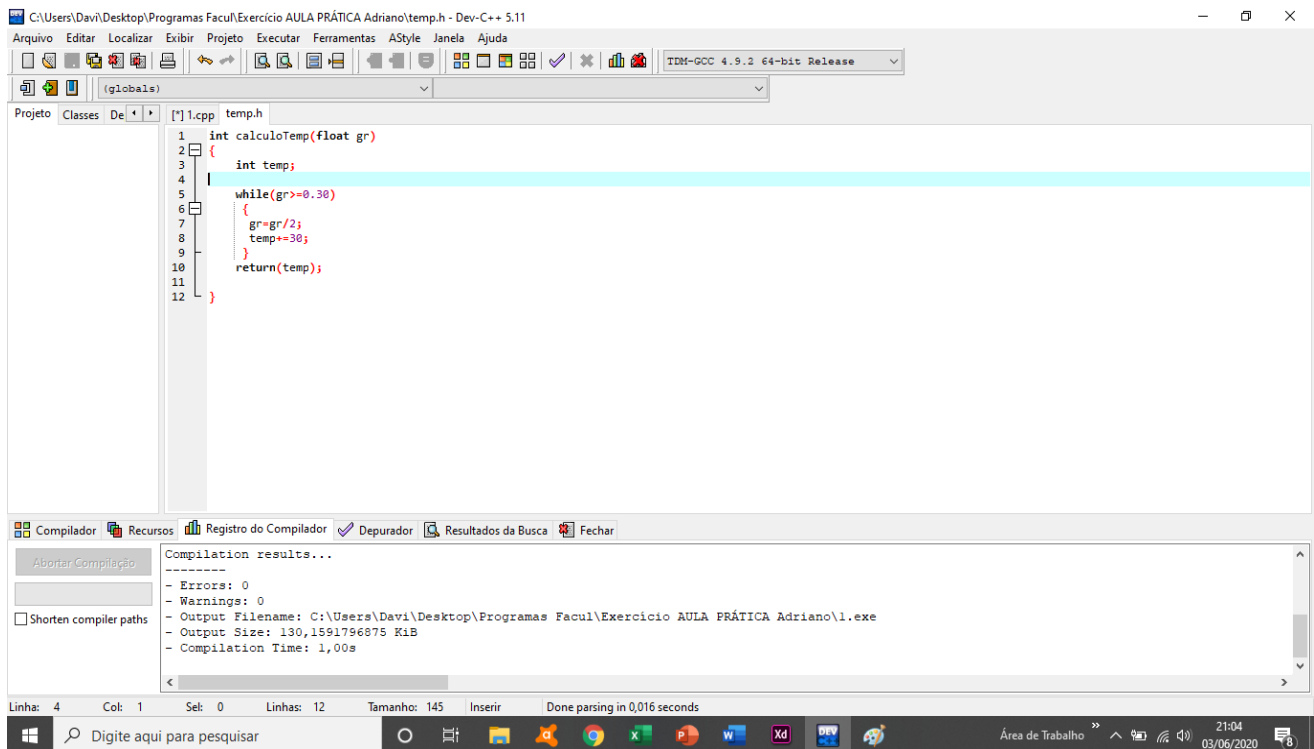 C:\Users\Davi\Desktop\Programas Facul\Exercício AULA PRÁTICA Adriano\temp.h - Dev-C++ 5.11
Arquivo Editar Localizar Exibir Projeto Executar Ferramentas AStyle Janela Ajuda
TDM-GCC 4.9.2 64-bit Release
(globals)
Projeto Classes De [*] 1.cpp temp.h
1 int calculoTemp(float gr)
2 {
3 int temp;
4
5 while(gr>=0.30)
6 {
7 gr=gr/2;
8 temp+=30;
9 }
10 return(temp);
11
12 }
Compilador Recursos Registro do Compilador Depurador Resultados da Busca Fechar
Abortar Compilação
Shorten compiler paths
Compilation results...
--------
- Errors: 0
- Warnings: 0
- Output Filename: C:\Users\Davi\Desktop\Programas Facul\Exercício AULA PRÁTICA Adriano\1.exe
- Output Size: 130,1591796875 KiB
- Compilation Time: 1,00s
Linha: 4 Col: 1 Sel: 0 Linhas: 12 Tamanho: 145 Inserir Done parsing in 0,016 seconds
Digite aqui para pesquisar
Xd
DEV
Área de Trabalho
21:04
03/06/2020
8